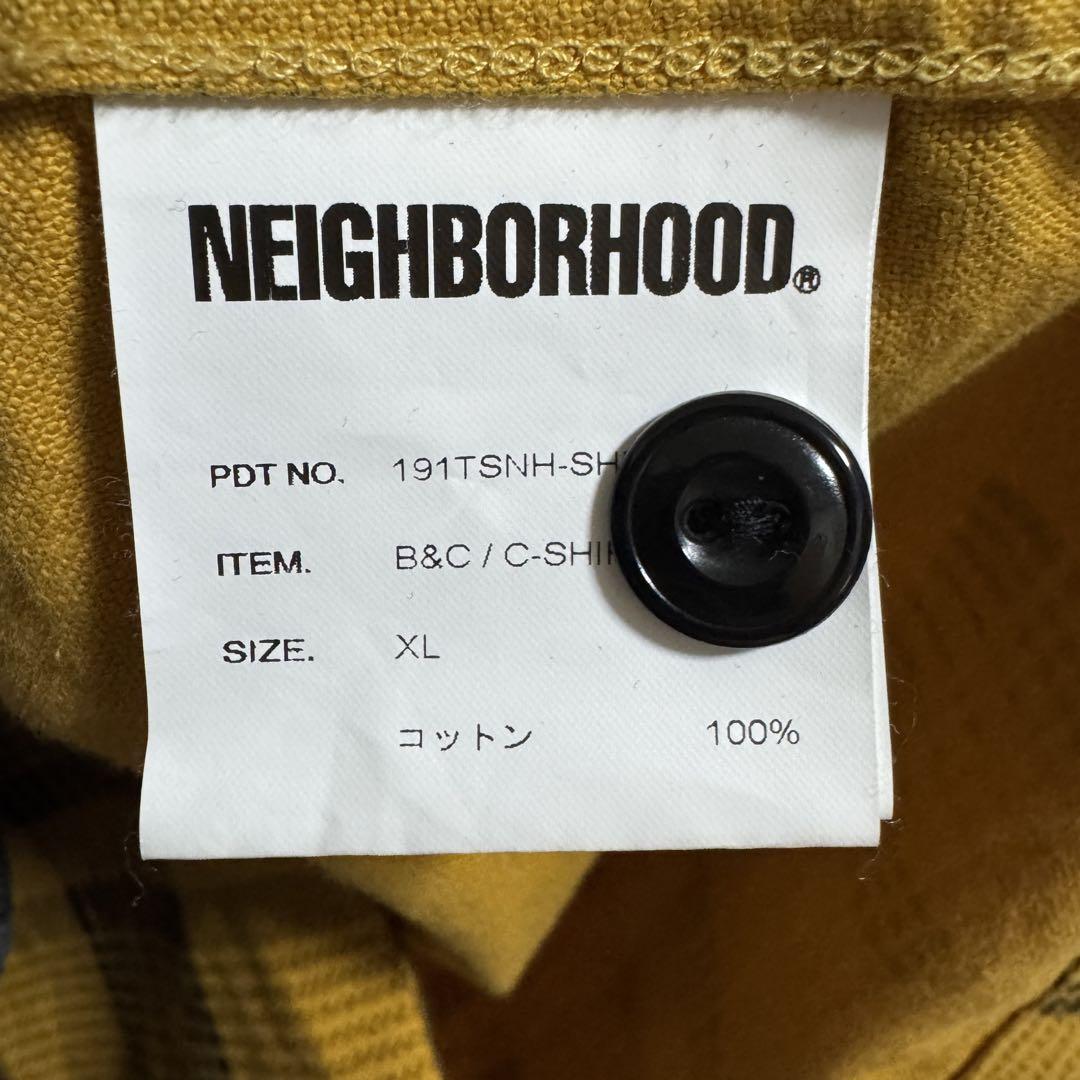 NEIGHBORHOOD®
PDT NO. 191TSNH-SH
ITEM. B&C / C-SHI
SIZE. XL
コットン 100%